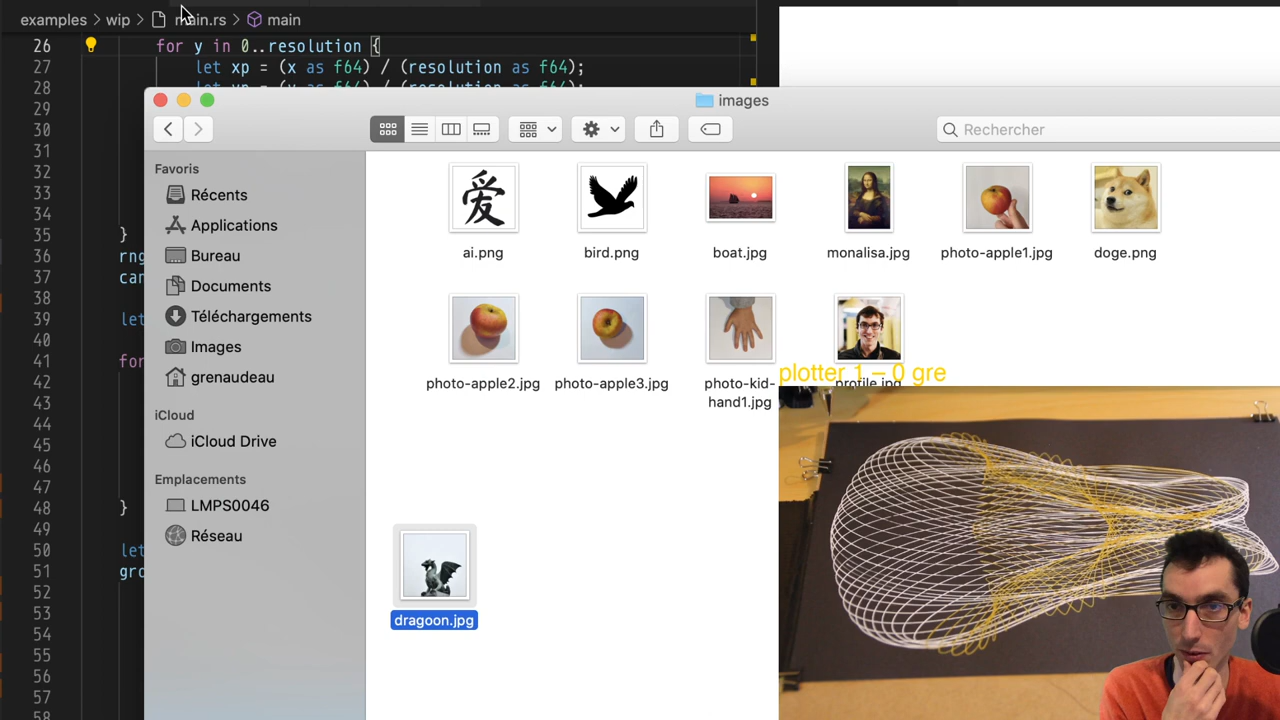 examples > wip > main.rs > main
26 for y in 0..resolution {
27 let xp = (x as f64) / (resolution as f64);
28
29
30
31
32
33
34
35 }
36 rng
37 can
38
39 let
40
41 for
42
43
44
45
46
47
48 }
49
50 let
51 gro
52
53
54
55
56
57
58
images
Rechercher
Favoris
Récents
Applications
Bureau
Documents
Téléchargements
Images
grenaudeau
iCloud
iCloud Drive
Emplacements
LMPS0046
Réseau
爱
ai.png
bird.png
boat.jpg
monalisa.jpg
photo-apple1.jpg
doge.png
photo-apple2.jpg
photo-apple3.jpg
photo-kid-
hand1.jpg
profile.jpg
dragoon.jpg
plotter 1 – 0 gre